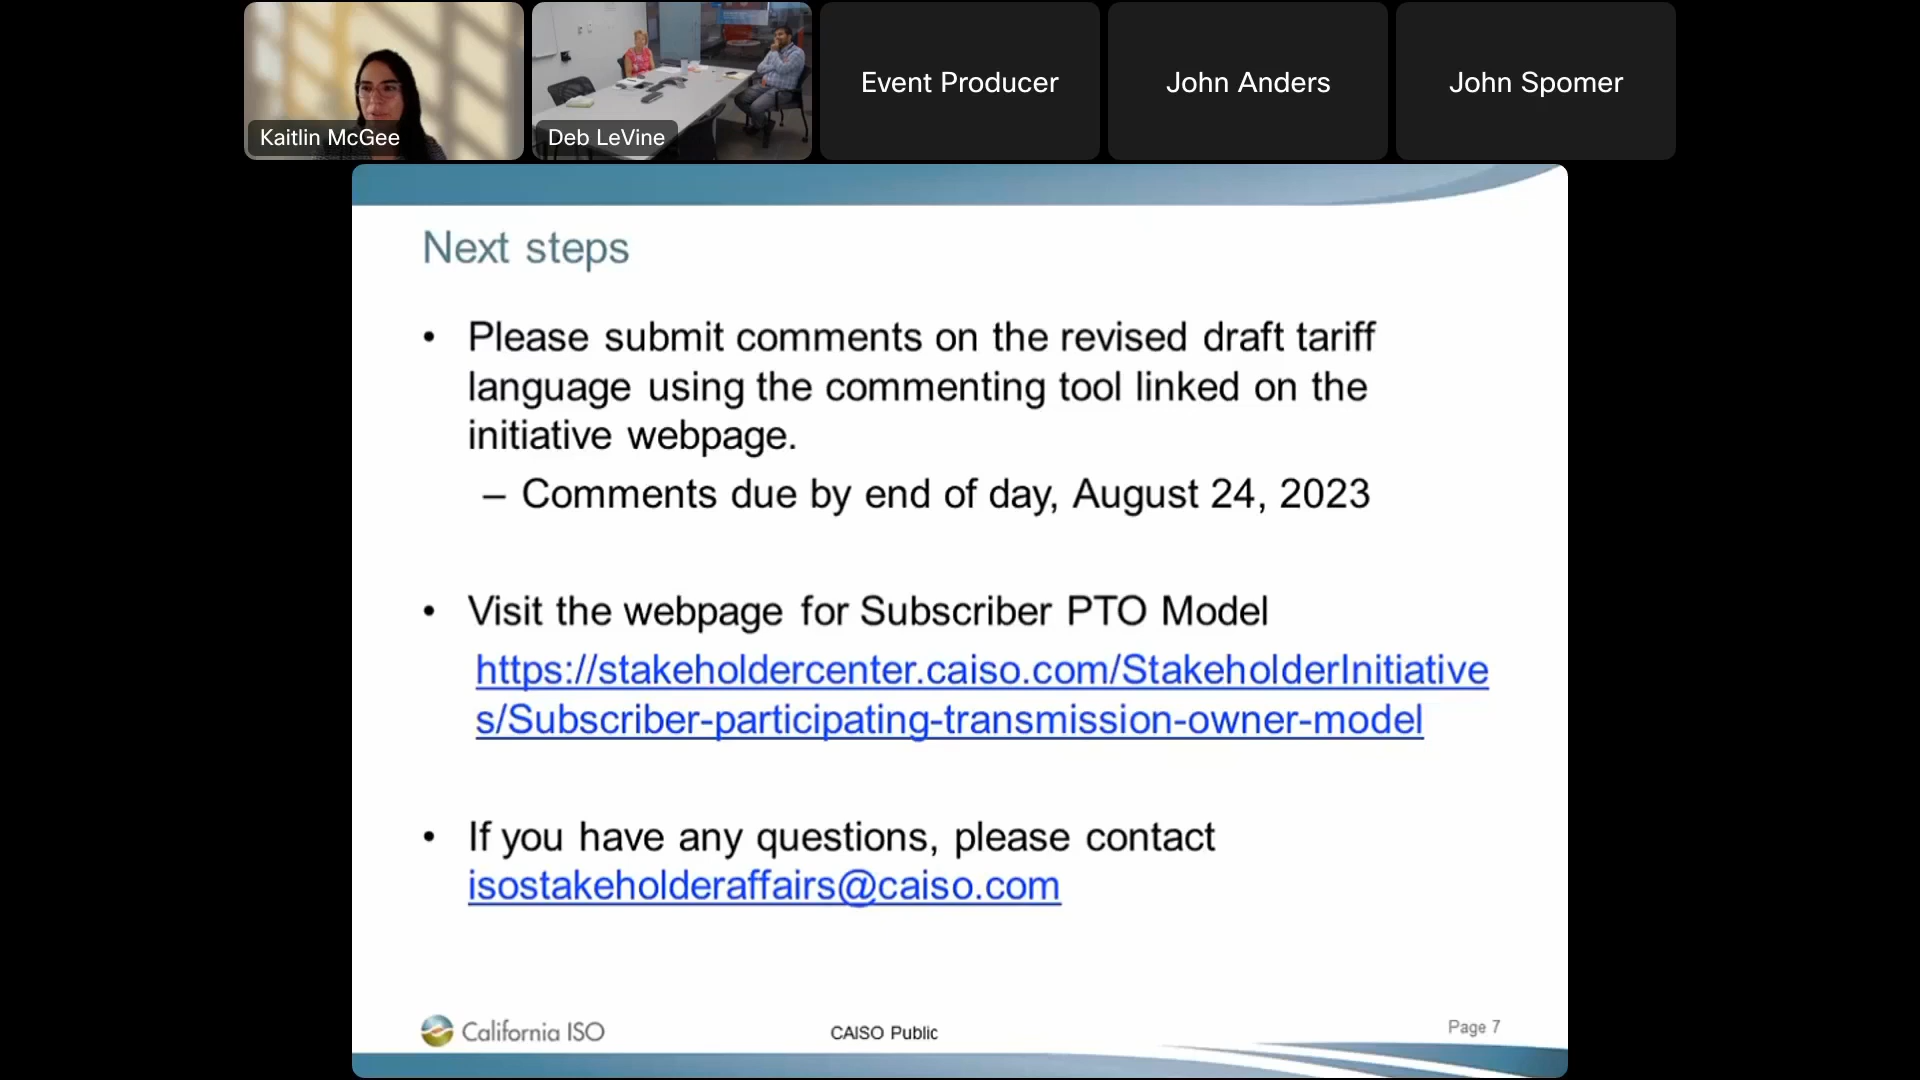 Kaitlin McGee
Deb LeVine
Event Producer
John Anders
John Spomer
Next steps
• Please submit comments on the revised draft tariff
language using the commenting tool linked on the
initiative webpage.
– Comments due by end of day, August 24, 2023
• Visit the webpage for Subscriber PTO Model
https://stakeholdercenter.caiso.com/StakeholderInitiative
s/Subscriber-participating-transmission-owner-model
• If you have any questions, please contact
isostakeholderaffairs@caiso.com
California ISO
CAISO Public
Page 7